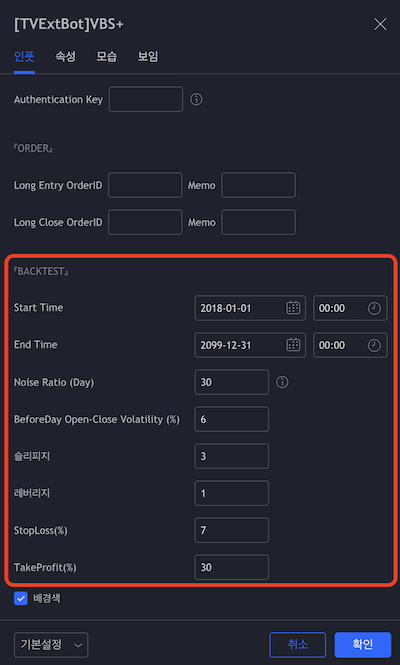 [TVExtBot]VBS+
인풋 속성 모습 보임
Authentication Key
『ORDER』
Long Entry OrderID Memo
Long Close OrderID Memo
『BACKTEST』
Start Time 2018-01-01 00:00
End Time 2099-12-31 00:00
Noise Ratio (Day) 30
BeforeDay Open-Close Volatility (%) 6
슬리피지 3
레버리지 1
StopLoss(%) 7
TakeProfit(%) 30
배경색
기본설정 취소 확인